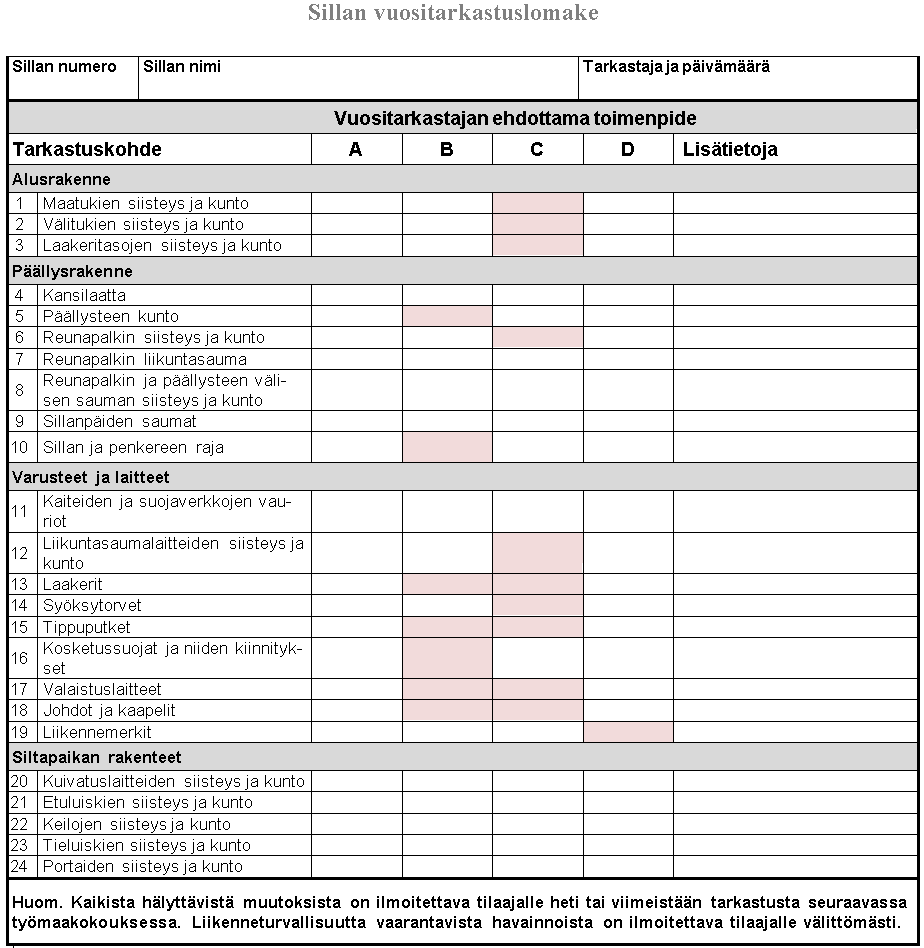 Sillan vuositarkastuslomake
Sillan numero Sillan nimi Tarkastaja ja päivämäärä
Vuositarkastajan ehdottama toimenpide
Tarkastuskohde A B C D Lisätietoja
Alusrakenne
1 Maatukien siisteys ja kunto
2 Välitukien siisteys ja kunto
3 Laakeritasojen siisteys ja kunto
Päällysrakenne
4 Kansilaatta
5 Päällysteen kunto
6 Reunapalkin siisteys ja kunto
7 Reunapalkin liikuntasauma
8 Reunapalkin ja päällysteen väli-
sen sauman siisteys ja kunto
9 Sillanpäiden saumat
10 Sillan ja penkereen raja
Varusteet ja laitteet
11 Kaiteiden ja suojaverkkojen vau-
riot
12 Liikuntasaumalaitteiden siisteys ja
kunto
13 Laakerit
14 Syöksytorvet
15 Tippuputket
16 Kosketussuojat ja niiden kiinnityk-
set
17 Valaistuslaitteet
18 Johdot ja kaapelit
19 Liikennemerkit
Siltapaikan rakenteet
20 Kuivatuslaitteiden siisteys ja kunto
21 Etuluiskien siisteys ja kunto
22 Keilojen siisteys ja kunto
23 Tieluiskien siisteys ja kunto
24 Portaiden siisteys ja kunto
Huom. Kaikista hälyttävistä muutoksista on ilmoitettava tilaajalle heti tai viimeistään tarkastusta seuraavassa
työmaakokouksessa. Liikenneturvallisuutta vaarantavista havainnoista on ilmoitettava tilaajalle välittömästi.